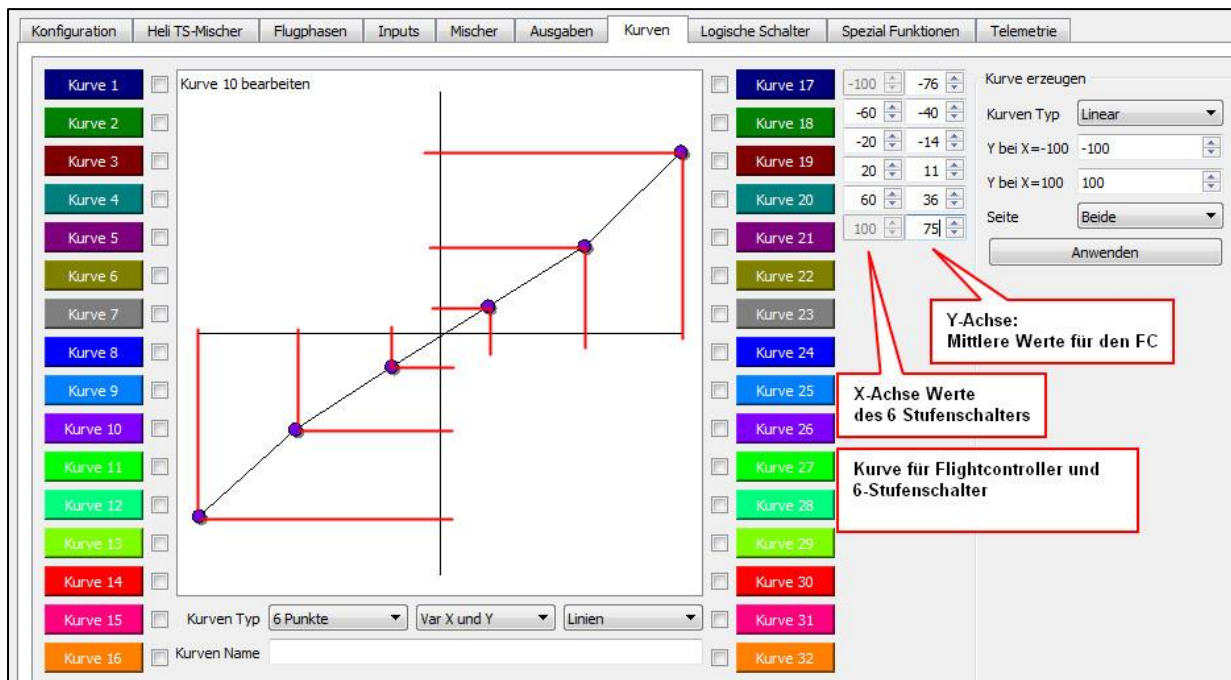 Konfiguration Heli TS-Mischer Flugphasen Inputs Mischer Ausgaben Kurven Logische Schalter Spezial Funktionen Telemetrie
Kurve 1
Kurve 2
Kurve 3
Kurve 4
Kurve 5
Kurve 6
Kurve 7
Kurve 8
Kurve 9
Kurve 10
Kurve 11
Kurve 12
Kurve 13
Kurve 14
Kurve 15
Kurve 16
Kurve 10 bearbeiten
Kurven Typ 6 Punkte Var X und Y Linien
Kurven Name
Kurve 17
Kurve 18
Kurve 19
Kurve 20
Kurve 21
Kurve 22
Kurve 23
Kurve 24
Kurve 25
Kurve 26
Kurve 27
Kurve 28
Kurve 29
Kurve 30
Kurve 31
Kurve 32
-100 -76
-60 -40
-20 -14
20 11
60 36
100 75
Kurve erzeugen
Kurven Typ Linear
Y bei X=-100 -100
Y bei X=100 100
Seite Beide
Anwenden
Y-Achse:
Mittlere Werte für den FC
X-Achse Werte
des 6 Stufenschalters
Kurve für Flightcontroller und
6-Stufenschalter